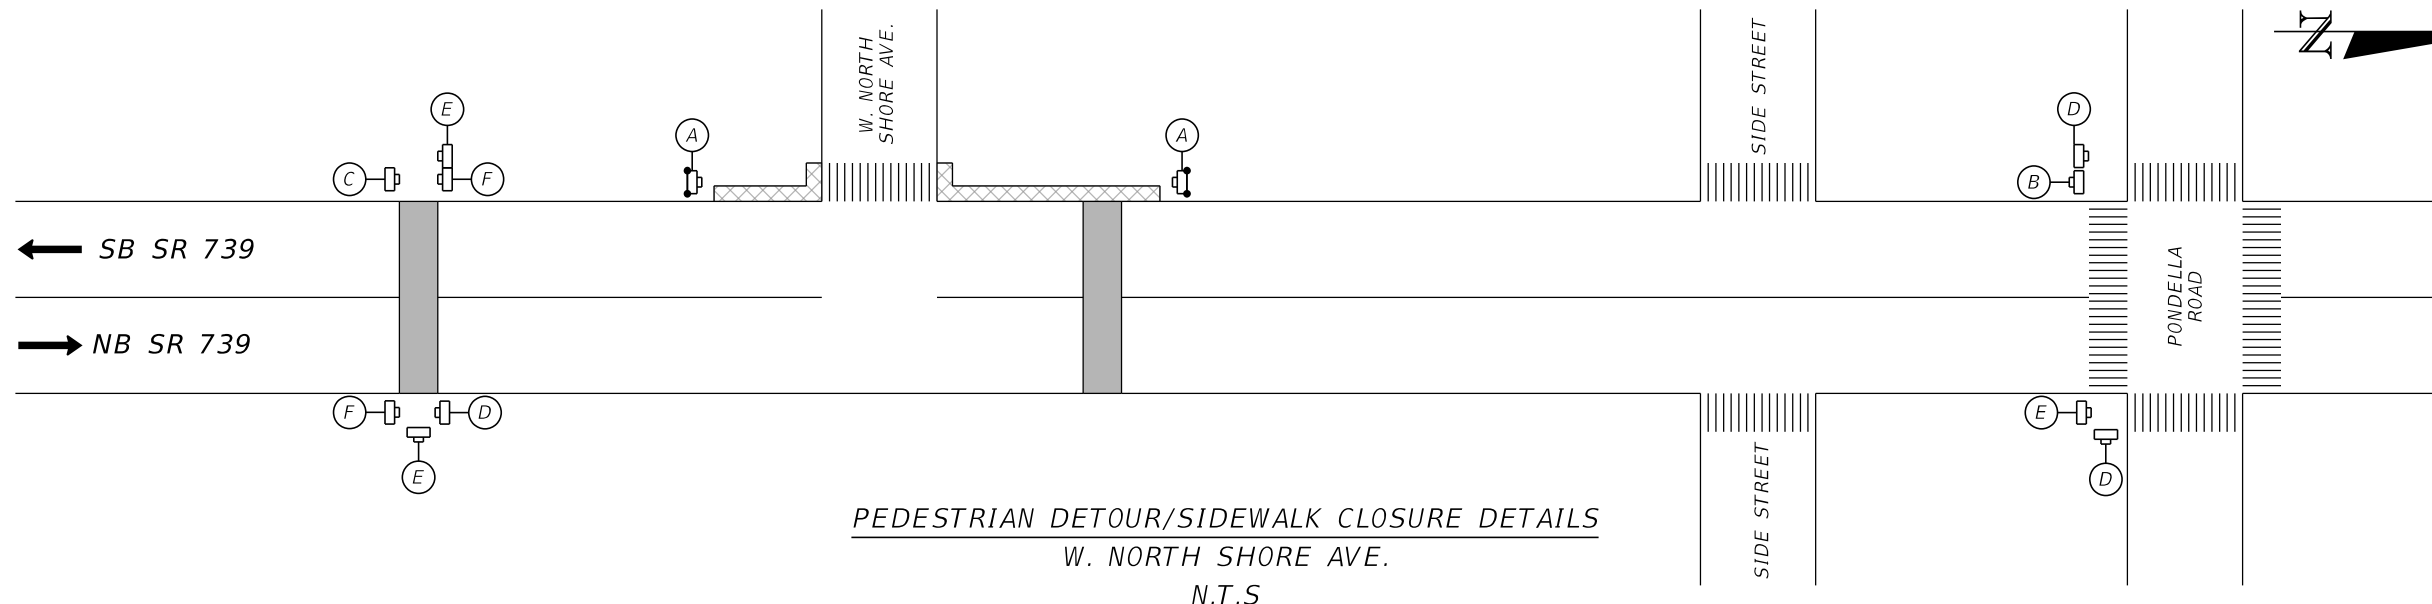 W. NORTH
SHORE AVE.
SIDE STREET
N
E
D
A
A
C
F
B
SB SR 739
PONDELLA
ROAD
NB SR 739
F
D
E
E
D
SIDE STREET
PEDESTRIAN DETOUR/SIDEWALK CLOSURE DETAILS
W. NORTH SHORE AVE.
N.T.S